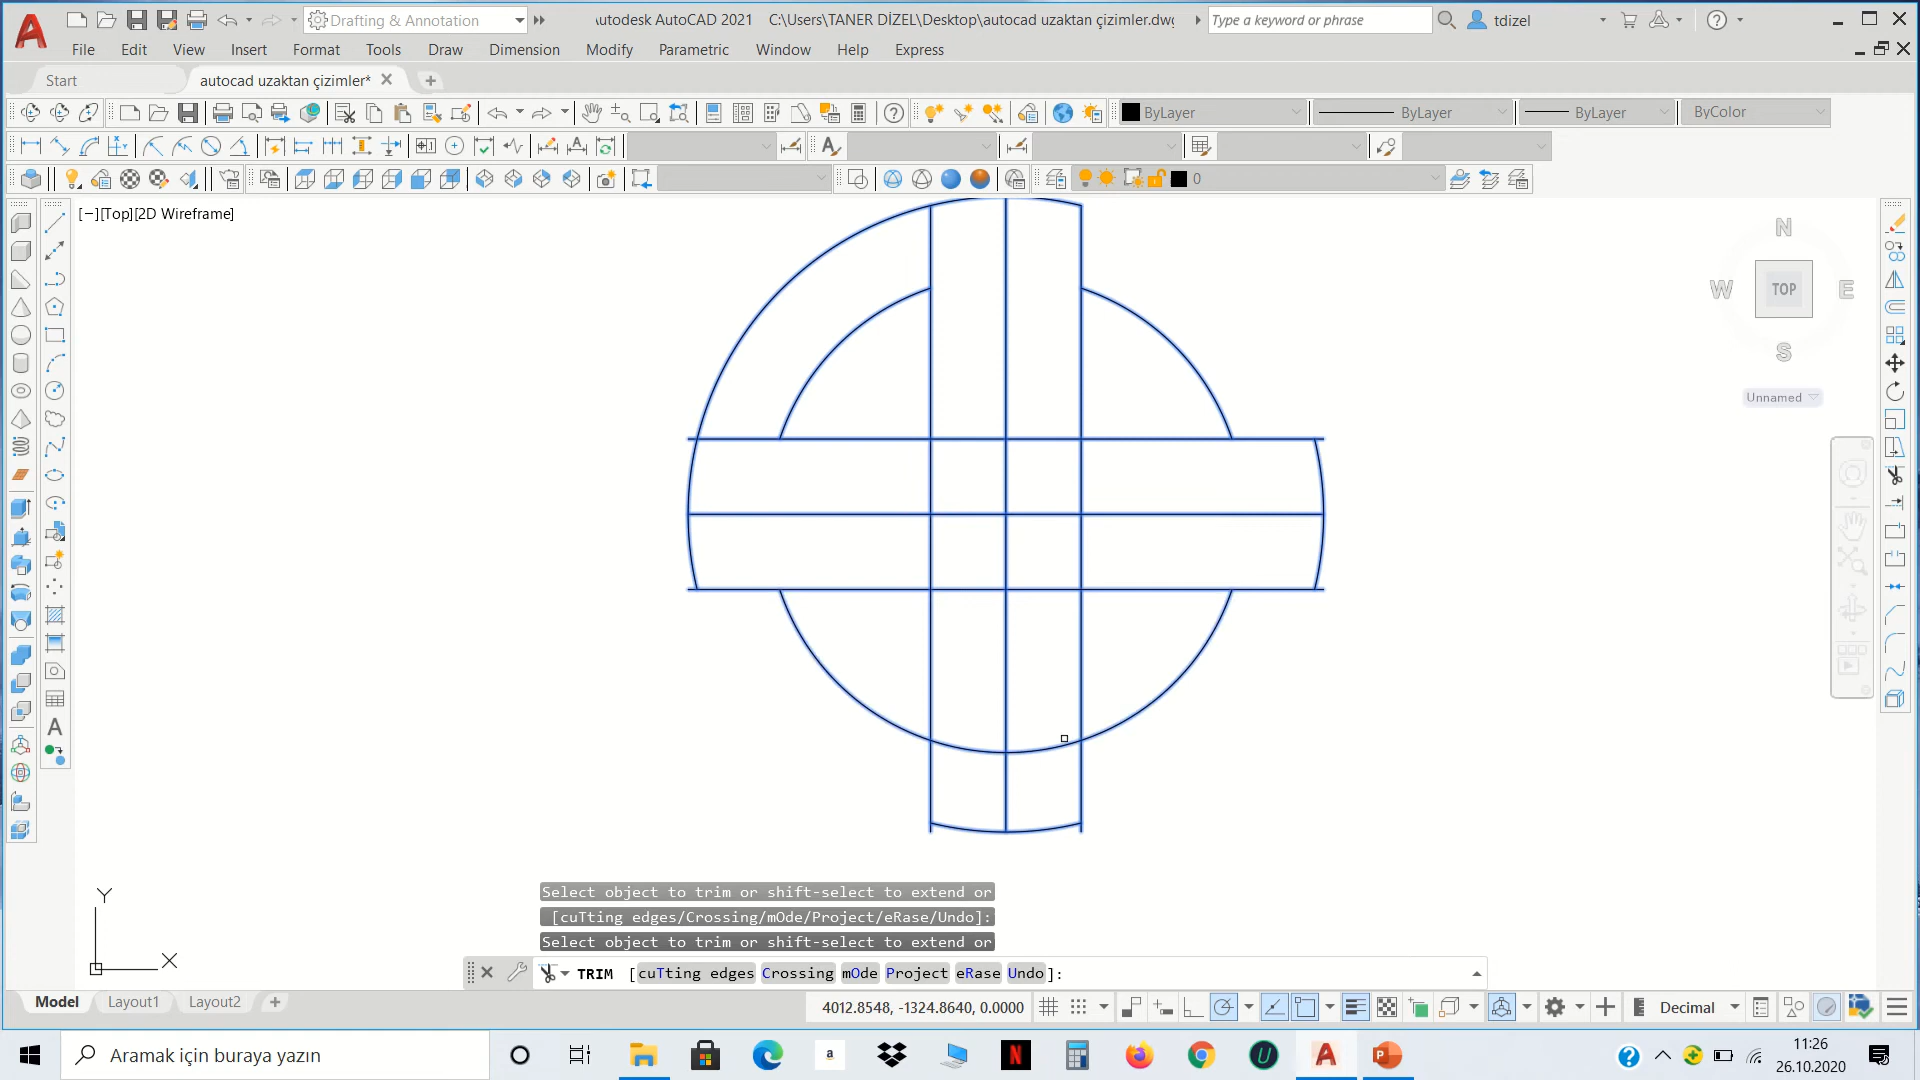 Drafting & Annotation
utodesk AutoCAD 2021 C:\Users\TANER DİZEL\Desktop\autocad uzaktan çizimler.dwg
Type a keyword or phrase
tdizel
File Edit View Insert Format Tools Draw Dimension Modify Parametric Window Help Express
Start
autocad uzaktan çizimler*
ByLayer
ByLayer
ByLayer
ByColor
0
[−][Top][2D Wireframe]
N
W
TOP
E
S
Unnamed
A
Y
X
Select object to trim or shift-select to extend or
[cuTting edges/Crossing/mOde/Project/eRase/Undo]:
Select object to trim or shift-select to extend or
TRIM [cuTting edges Crossing mOde Project eRase Undo]:
Model Layout1 Layout2
4012.8548, -1324.8640, 0.0000
Decimal
Aramak için buraya yazın
11:26
26.10.2020